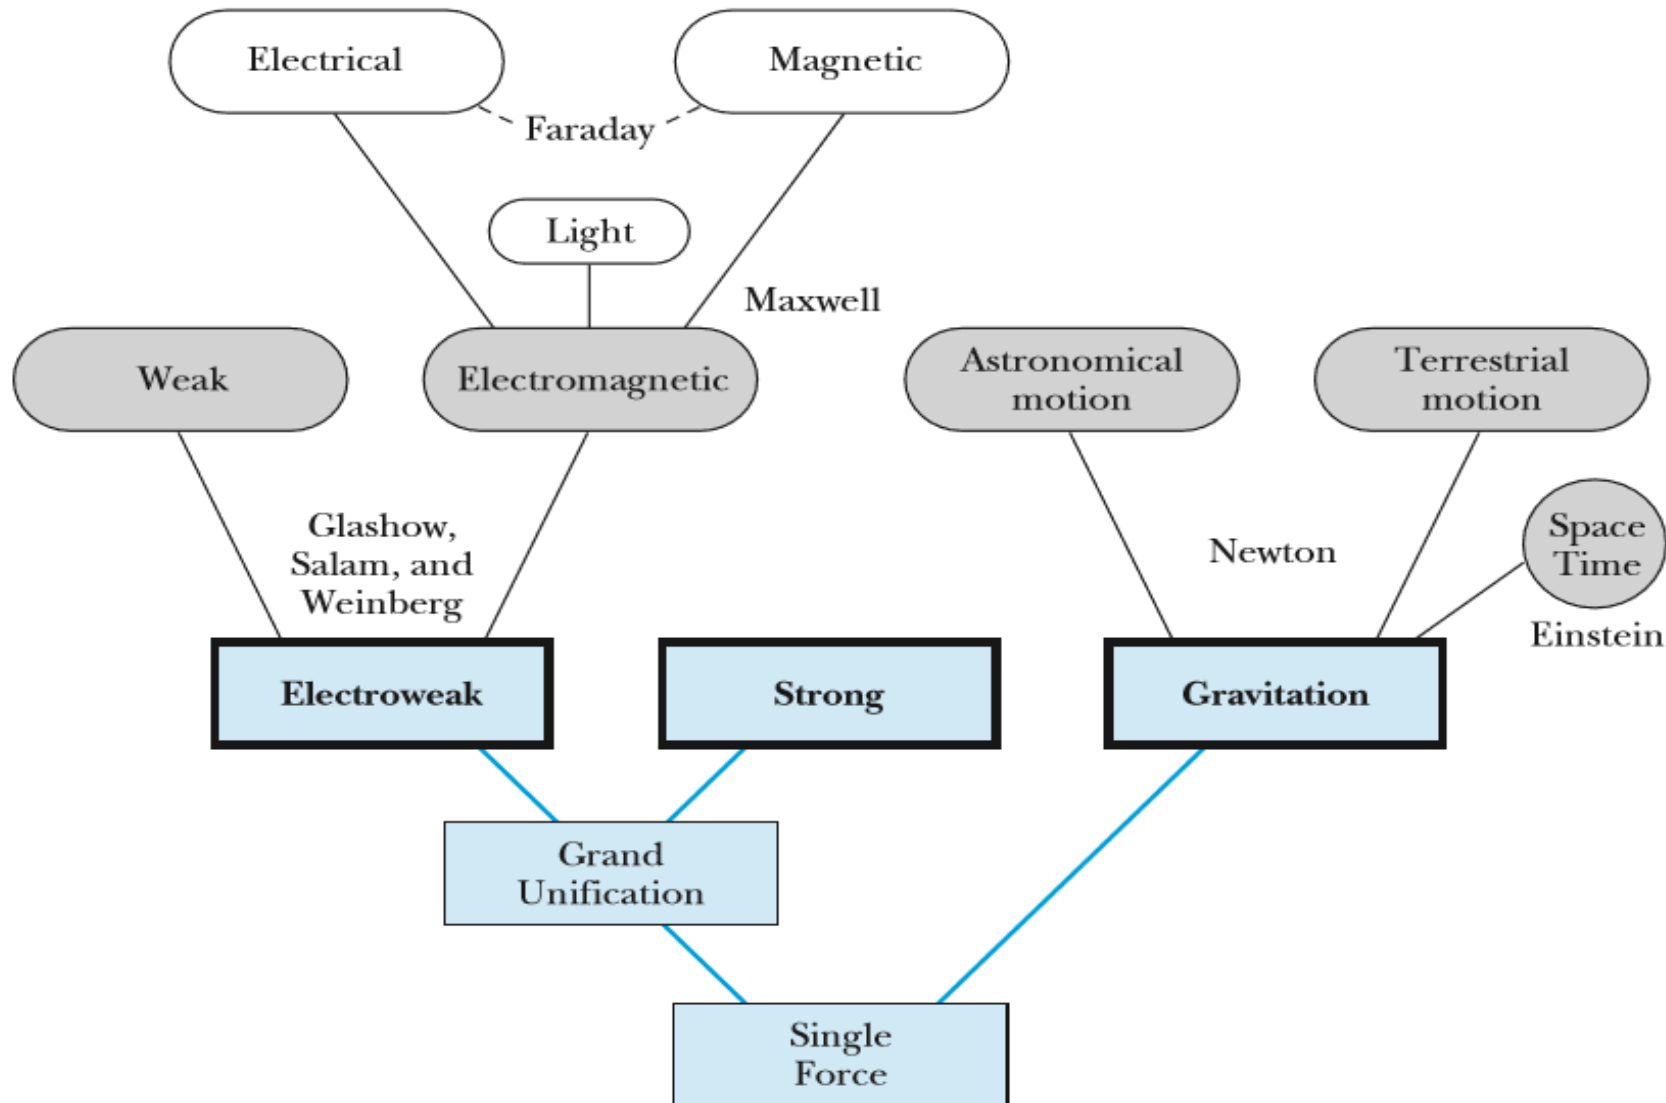 Electrical
Magnetic
Faraday
Light
Maxwell
Weak
Electromagnetic
Astronomical
motion
Terrestrial
motion
Glashow,
Salam, and
Weinberg
Newton
Space
Time
Einstein
Electroweak
Strong
Gravitation
Grand
Unification
Single
Force